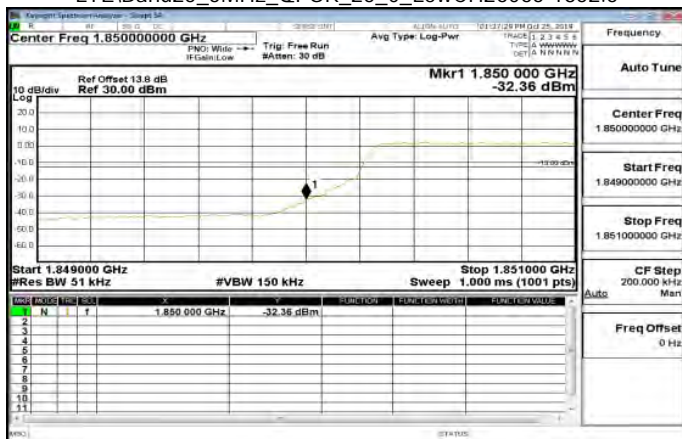 Keysight Spectrum Analyzer - Swept SA
Center Freq 1.850000000 GHz
PNO: Wide
IFGain:Low
Trig: Free Run
#Atten: 30 dB
Avg Type: Log-Pwr
01:27:29 PM Oct 25, 2019
TRACE 1 2 3 4 5 6
TYPE A WWWWW
DET A N N N N N
Frequency
Auto Tune
Center Freq
1.850000000 GHz
Start Freq
1.849000000 GHz
Stop Freq
1.851000000 GHz
CF Step
200.000 kHz
Auto Man
Freq Offset
0 Hz
Ref Offset 13.8 dB
10 dB/div Ref 30.00 dBm
Log
Mkr1 1.850 000 GHz
-32.36 dBm
20.0
10.0
0.00
-10.0
-13.00 dBm
-20.0
-30.0
-40.0
-50.0
-60.0
1
Start 1.849000 GHz
Stop 1.851000 GHz
#Res BW 51 kHz
#VBW 150 kHz
Sweep 1.000 ms (1001 pts)
MKR MODE TRC SCL X Y FUNCTION FUNCTION WIDTH FUNCTION VALUE
1 N 1 f 1.850 000 GHz -32.36 dBm
2
3
4
5
6
7
8
9
10
11
MSG
STATUS